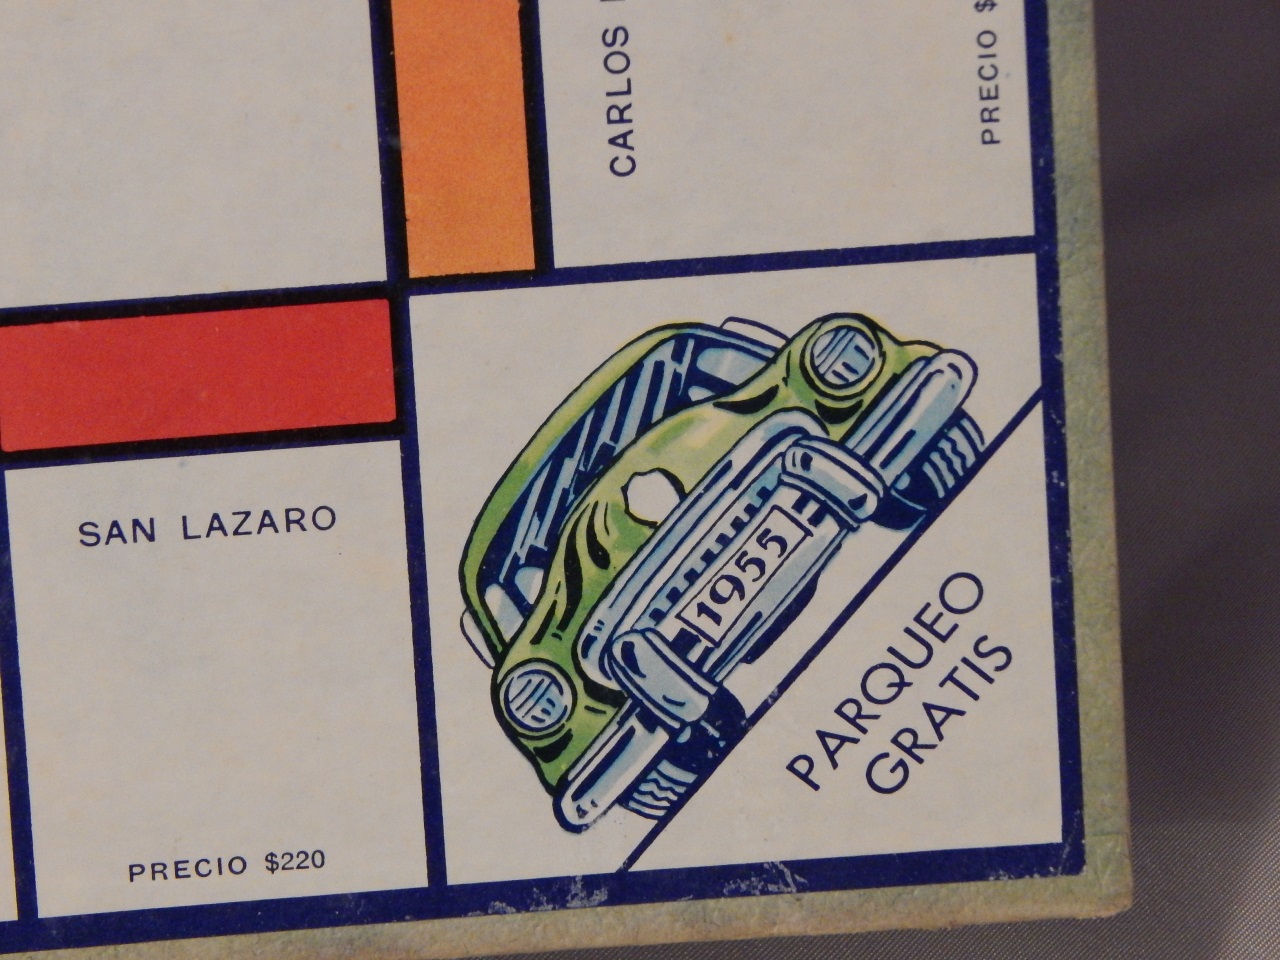 CARLOS
PRECIO $
SAN LAZARO
PRECIO $220
1955
PARQUEO
GRATIS